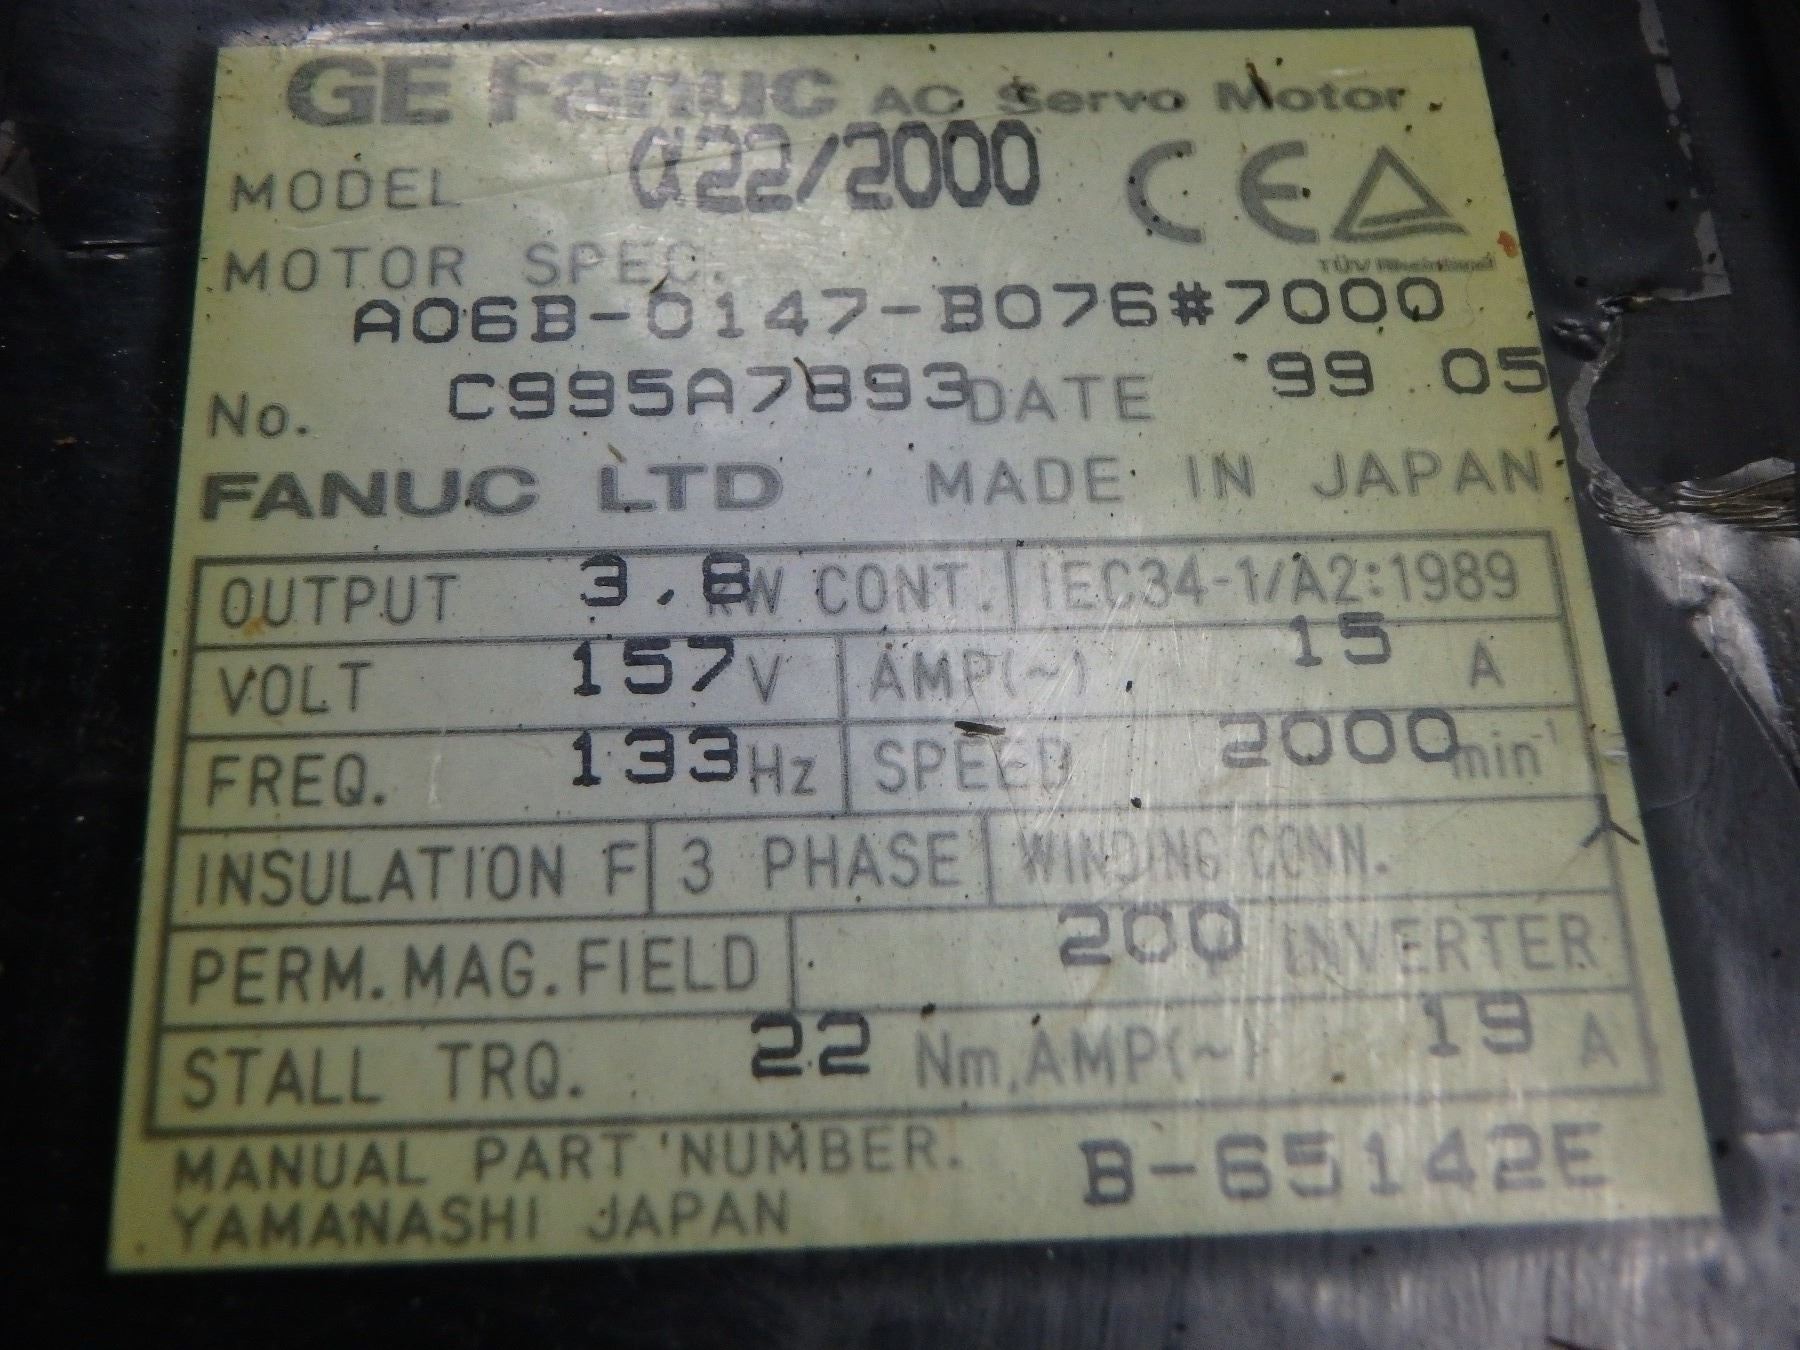 GE Fanuc AC Servo Motor
MODEL α22/2000 CE
TÜV Rheinland
MOTOR SPEC.
A06B-0147-B076#7000
No. C995A7893 DATE 99.05
FANUC LTD MADE IN JAPAN
OUTPUT 3.8 kW CONT. IEC34-1/A2:1989
VOLT 157 V AMP(~) 15 A
FREQ. 133 Hz SPEED 2000 min⁻¹
INSULATION F 3 PHASE WINDING CONN. Y
PERM.MAG.FIELD 200 INVERTER
STALL TRQ. 22 Nm,AMP(~) 19 A
MANUAL PART NUMBER. B-65142E
YAMANASHI JAPAN